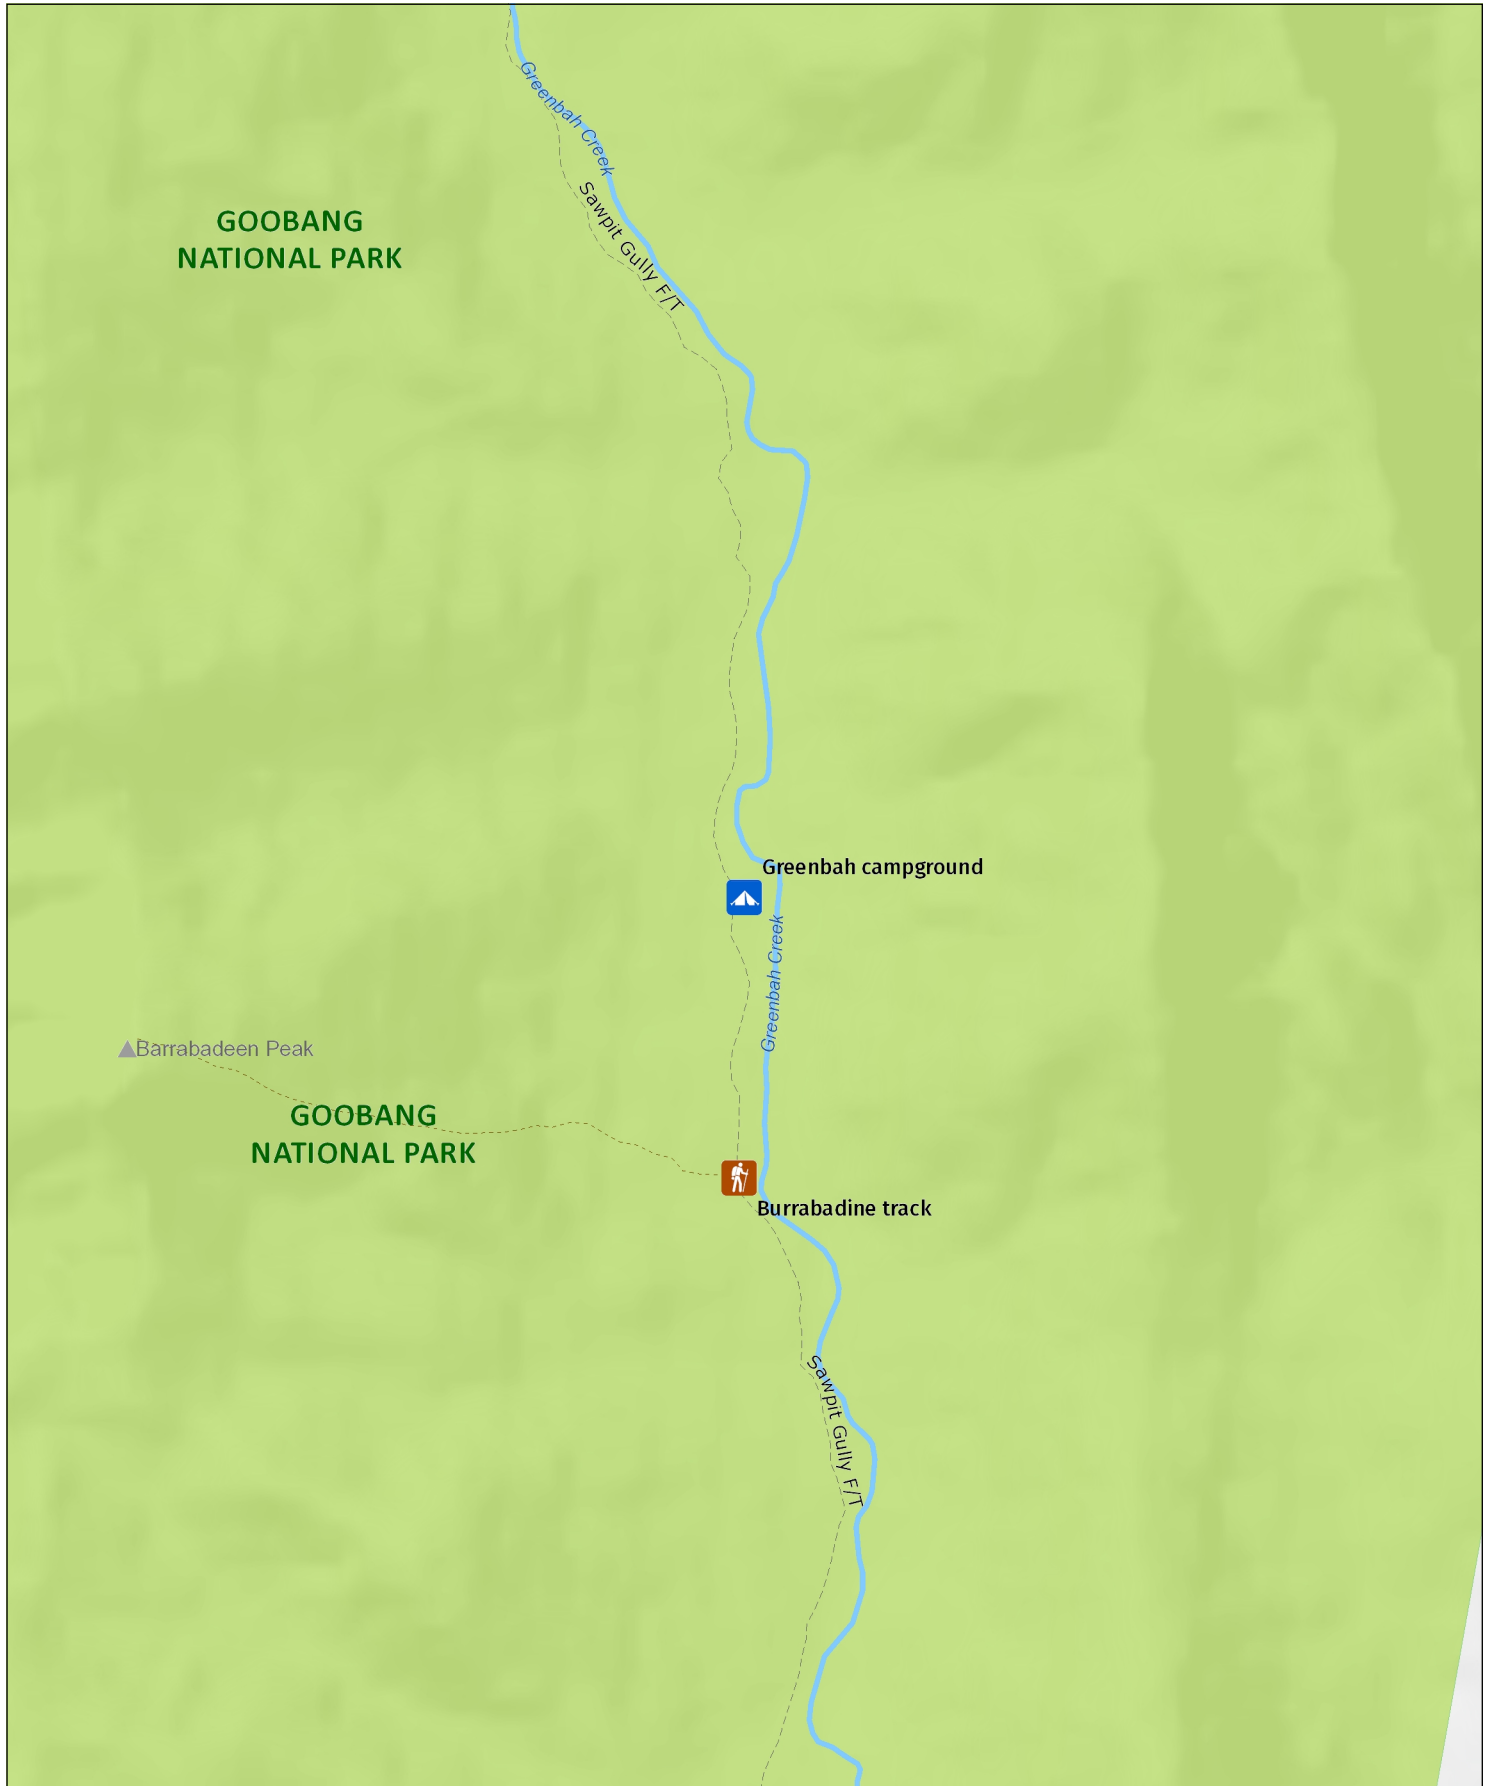 Greenbah Creek
Sawpit Gully F/T
GOOBANG
NATIONAL PARK
Greenbah campground
Greenbah Creek
Barrabadeen Peak
GOOBANG
NATIONAL PARK
Burrabadine track
Sawpit Gully F/T